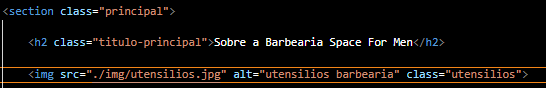 <section class="principal">
<h2 class="titulo-principal">Sobre a Barbearia Space For Men</h2>
<img src="./img/utensilios.jpg" alt="utensilios barbearia" class="utensilios">